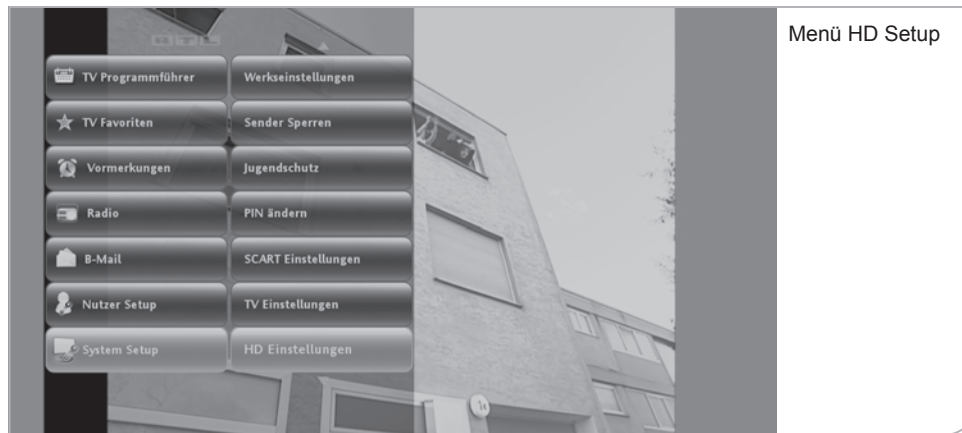 Menü HD Setup
TV Programmführer
Werkseinstellungen
TV Favoriten
Sender Sperren
Vormerkungen
Jugendschutz
Radio
PIN ändern
B-Mail
SCART Einstellungen
Nutzer Setup
TV Einstellungen
System Setup
HD Einstellungen